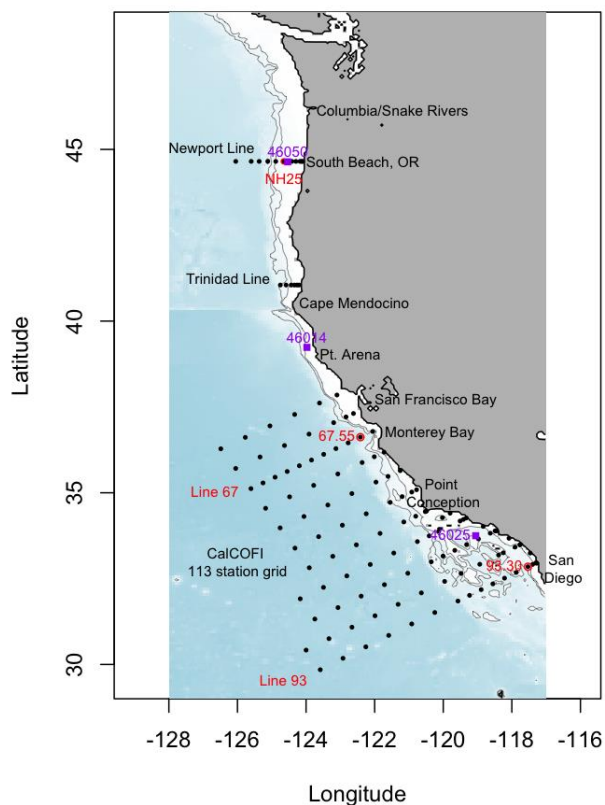 Columbia/Snake Rivers
Newport Line
46050
South Beach, OR
NH25
Trinidad Line
Cape Mendocino
46014
Pt. Arena
San Francisco Bay
67.55
Monterey Bay
Line 67
Point
Conception
46025
CalCOFI
113 station grid
93.30
San
Diego
Line 93
45
40
35
30
Latitude
-128
-126
-124
-122
-120
-118
-116
Longitude